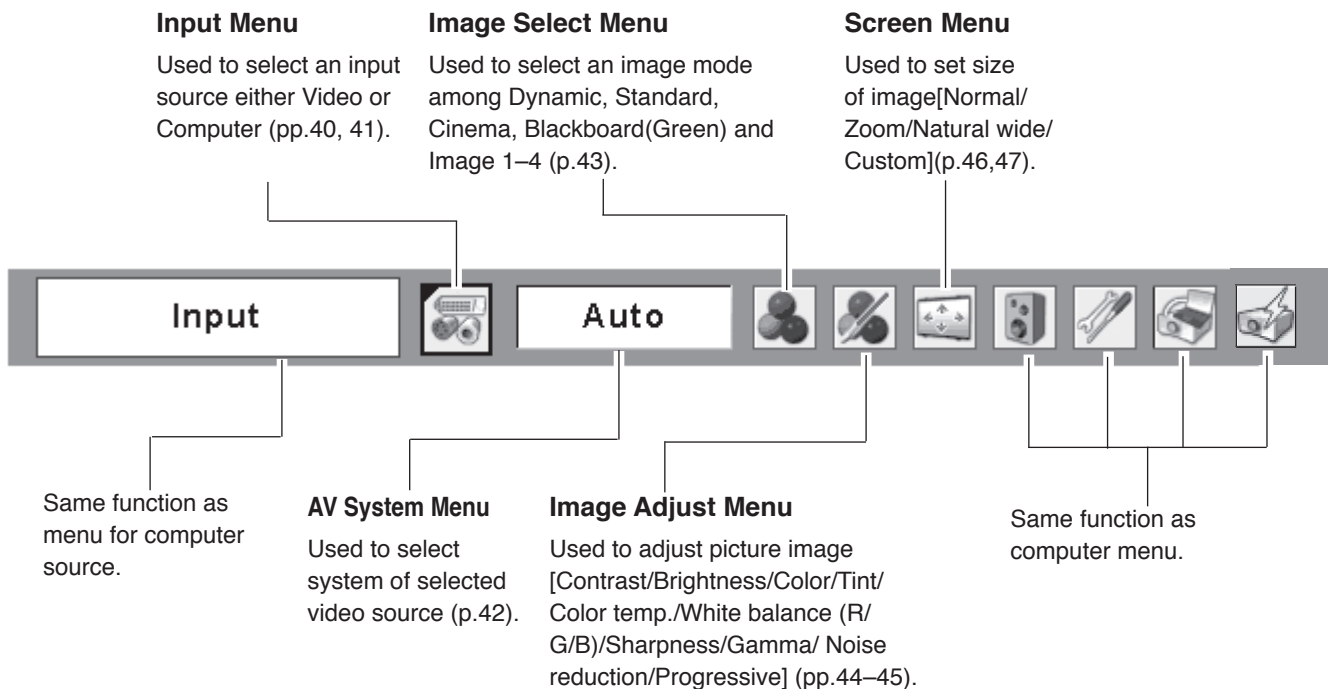 Input Menu
Used to select an input
source either Video or
Computer (pp.40, 41).
Image Select Menu
Used to select an image mode
among Dynamic, Standard,
Cinema, Blackboard(Green) and
Image 1–4 (p.43).
Screen Menu
Used to set size
of image[Normal/
Zoom/Natural wide/
Custom](p.46,47).
Input
Auto
Same function as
menu for computer
source.
AV System Menu
Used to select
system of selected
video source (p.42).
Image Adjust Menu
Used to adjust picture image
[Contrast/Brightness/Color/Tint/
Color temp./White balance (R/
G/B)/Sharpness/Gamma/ Noise
reduction/Progressive] (pp.44–45).
Same function as
computer menu.